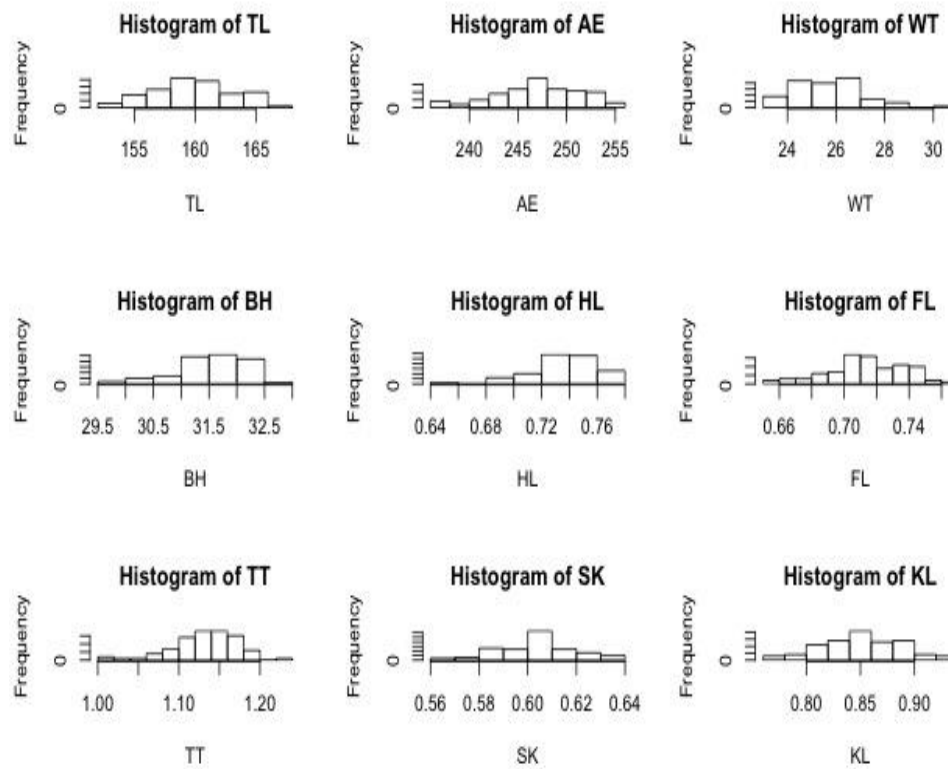 Histogram of TL
Frequency
0
155 160 165
TL
Histogram of AE
Frequency
0
240 245 250 255
AE
Histogram of WT
Frequency
0
24 26 28 30
WT
Histogram of BH
Frequency
0
29.5 30.5 31.5 32.5
BH
Histogram of HL
Frequency
0
0.64 0.68 0.72 0.76
HL
Histogram of FL
Frequency
0
0.66 0.70 0.74
FL
Histogram of TT
Frequency
0
1.00 1.10 1.20
TT
Histogram of SK
Frequency
0
0.56 0.58 0.60 0.62 0.64
SK
Histogram of KL
Frequency
0
0.80 0.85 0.90
KL